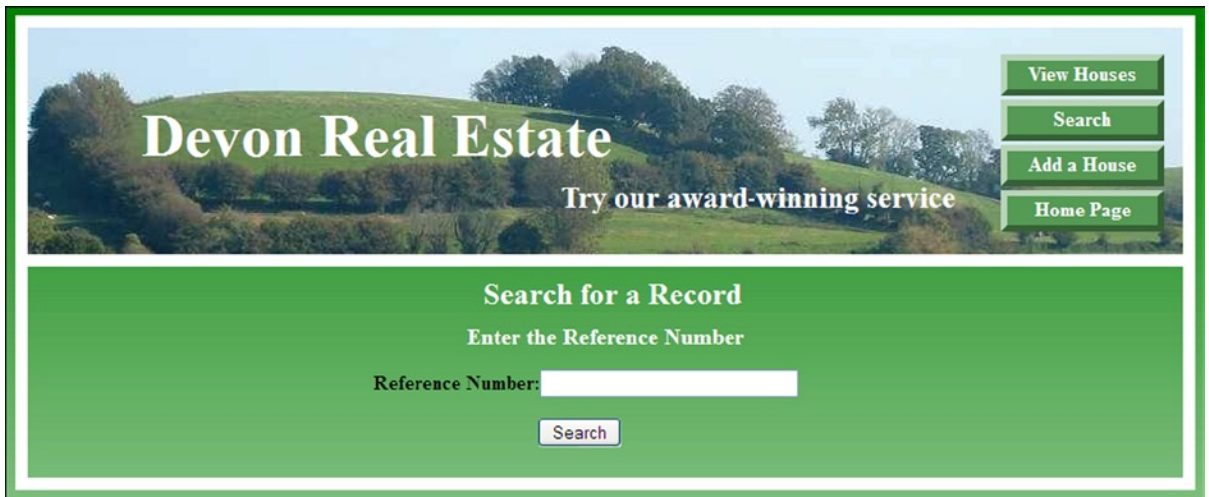 Devon Real Estate
Try our award-winning service
View Houses
Search
Add a House
Home Page
Search for a Record
Enter the Reference Number
Reference Number:
Search